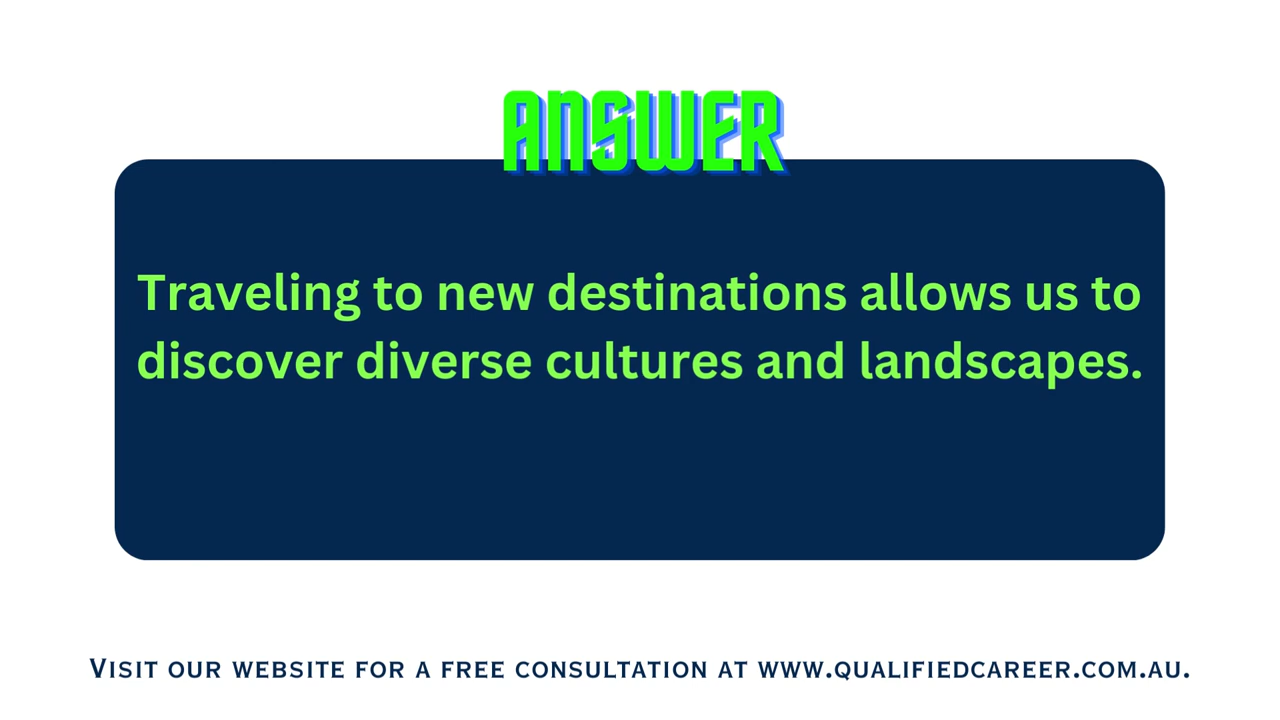 ANSWER
Traveling to new destinations allows us to
discover diverse cultures and landscapes.
Visit our website for a free consultation at www.qualifiedcareer.com.au.